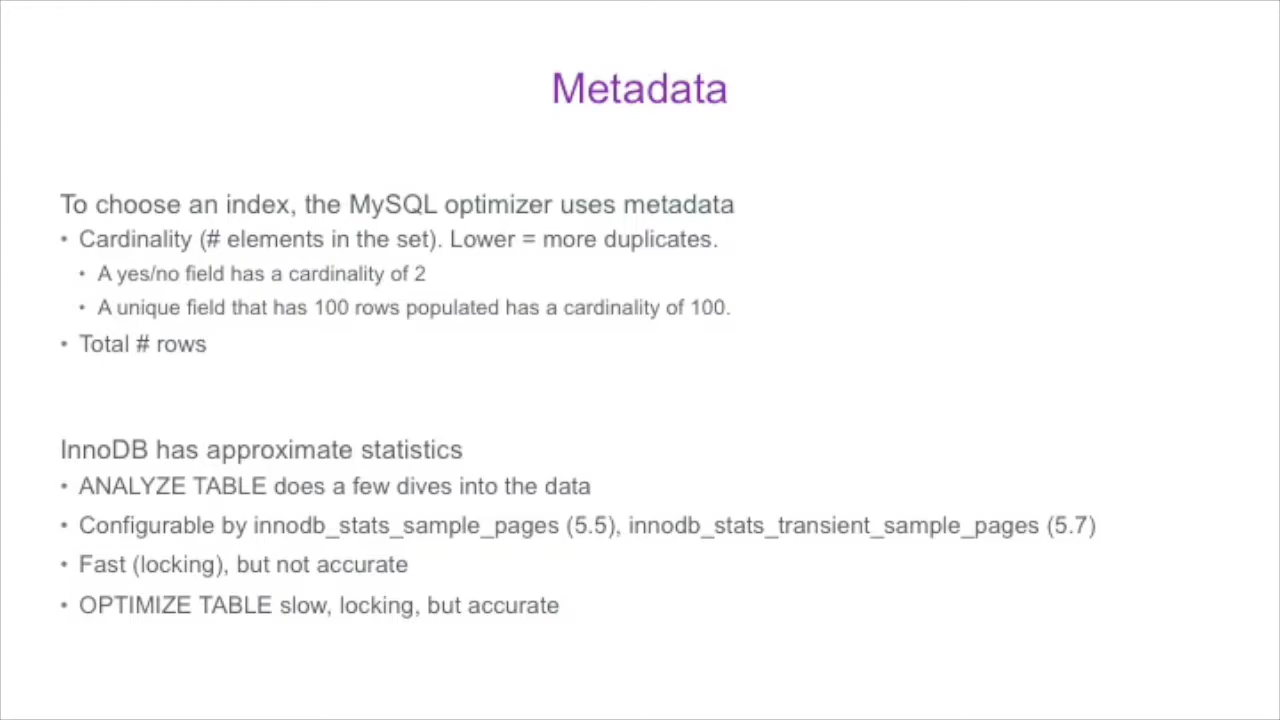 Metadata
To choose an index, the MySQL optimizer uses metadata
• Cardinality (# elements in the set). Lower = more duplicates.
• A yes/no field has a cardinality of 2
• A unique field that has 100 rows populated has a cardinality of 100.
• Total # rows
InnoDB has approximate statistics
• ANALYZE TABLE does a few dives into the data
• Configurable by innodb_stats_sample_pages (5.5), innodb_stats_transient_sample_pages (5.7)
• Fast (locking), but not accurate
• OPTIMIZE TABLE slow, locking, but accurate